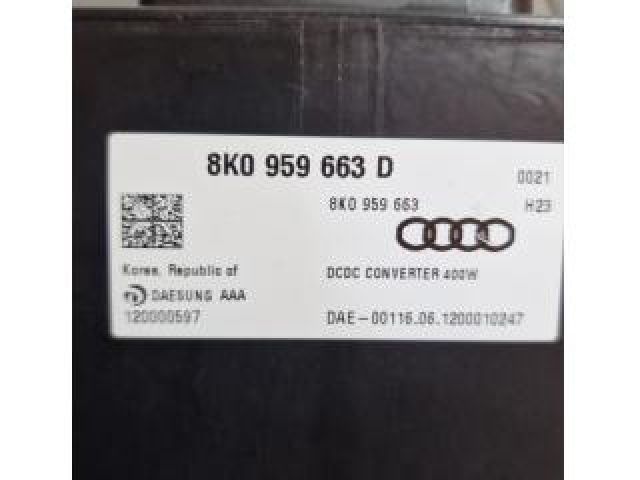 8K0 959 663 D
0021
8K0 959 663
H23
Korea, Republic of
DCDC CONVERTER 400W
DAESUNG AAA
120000597
DAE-00116.06.1200010247